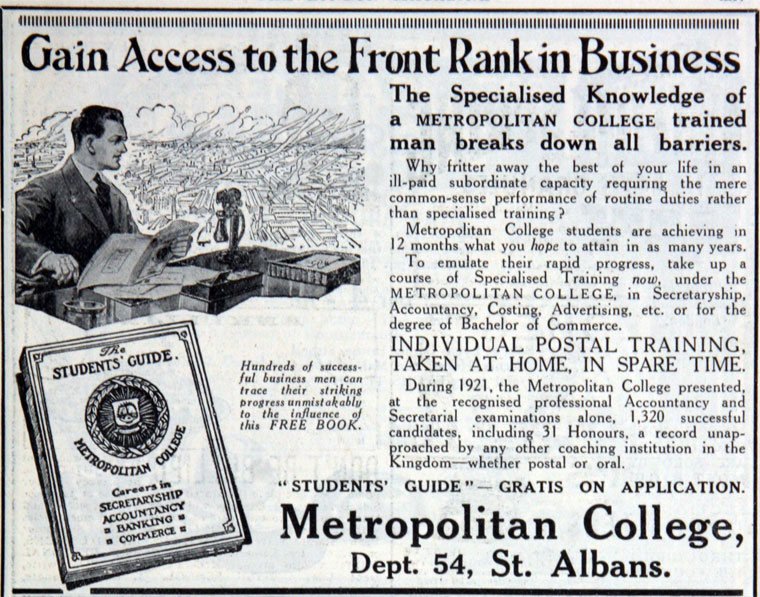 Gain Access to the Front Rank in Business
The Specialised Knowledge of
a METROPOLITAN COLLEGE trained
man breaks down all barriers.
Why fritter away the best of your life in an
ill-paid subordinate capacity requiring the mere
common-sense performance of routine duties rather
than specialised training?
Metropolitan College students are achieving in
12 months what you hope to attain in as many years.
To emulate their rapid progress, take up a
course of Specialised Training now, under the
METROPOLITAN COLLEGE, in Secretaryship,
Accountancy, Costing, Advertising, etc. or for the
degree of Bachelor of Commerce.
INDIVIDUAL POSTAL TRAINING,
TAKEN AT HOME, IN SPARE TIME.
During 1921, the Metropolitan College presented,
at the recognised professional Accountancy and
Secretarial examinations alone, 1,320 successful
candidates, including 31 Honours, a record unap-
proached by any other coaching institution in the
Kingdom—whether postal or oral.
The
STUDENTS' GUIDE.
METROPOLITAN COLLEGE
Careers in
SECRETARYSHIP
ACCOUNTANCY
BANKING
COMMERCE
Hundreds of success-
ful business men can
trace their striking
progress unmistakably
to the influence of
this FREE BOOK.
"STUDENTS' GUIDE"—GRATIS ON APPLICATION.
Metropolitan College,
Dept. 54, St. Albans.